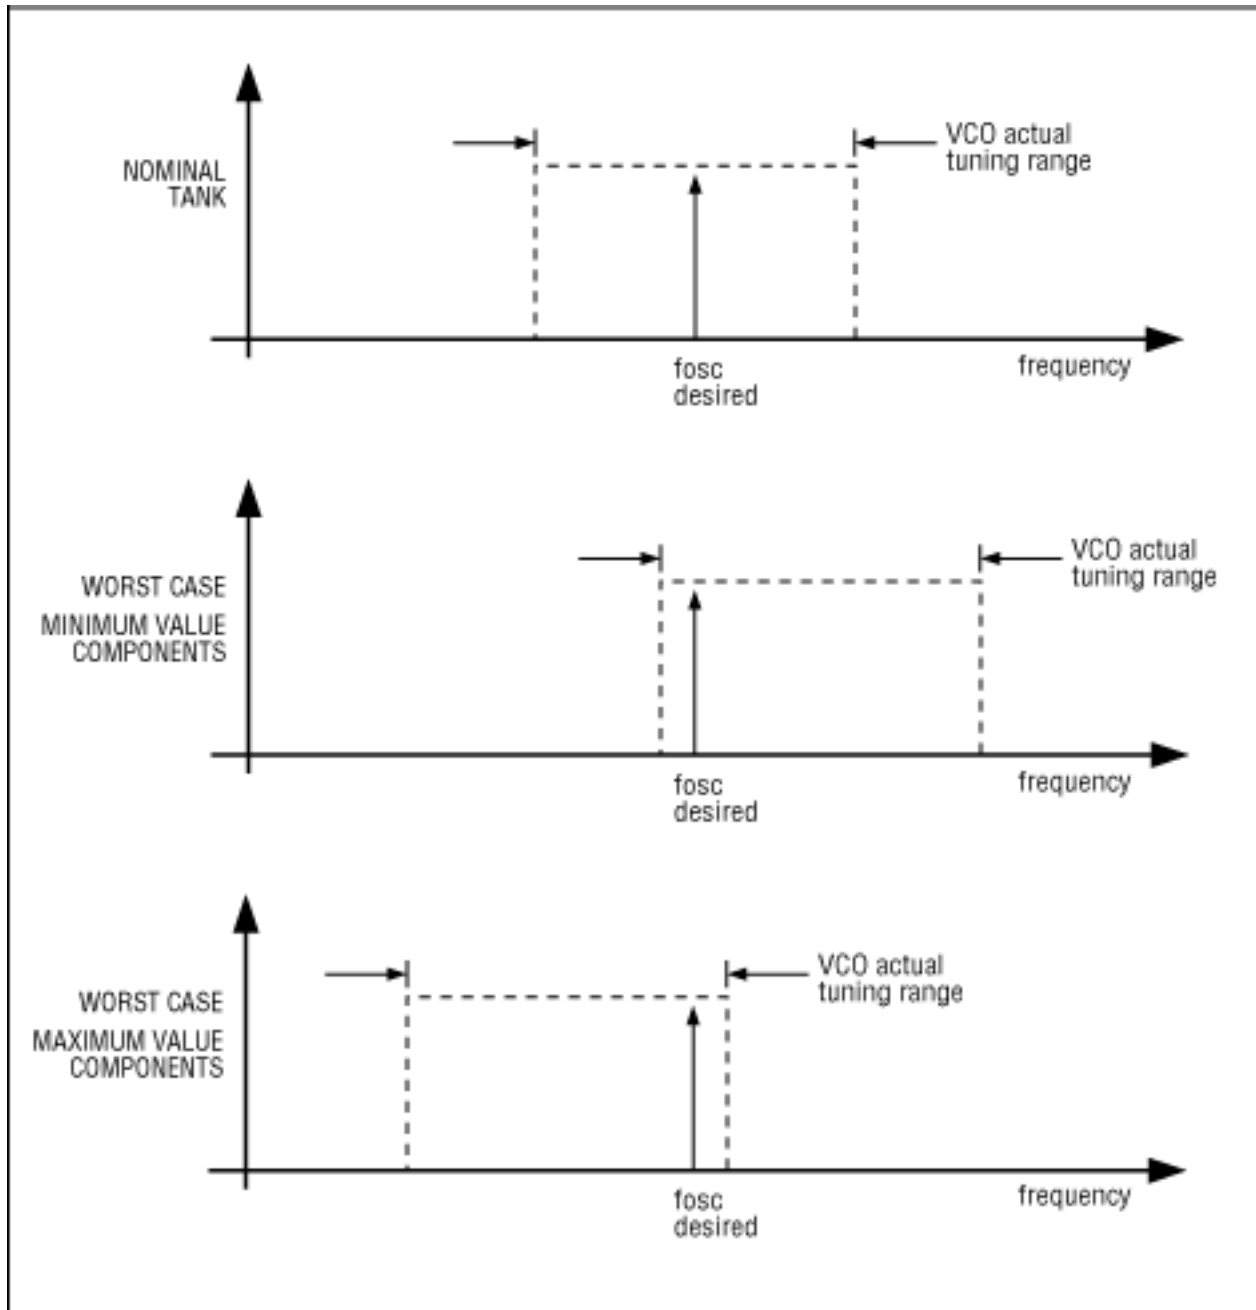 NOMINAL
TANK
VCO actual
tuning range
fosc
desired
frequency
WORST CASE
MINIMUM VALUE
COMPONENTS
VCO actual
tuning range
fosc
desired
frequency
WORST CASE
MAXIMUM VALUE
COMPONENTS
VCO actual
tuning range
fosc
desired
frequency